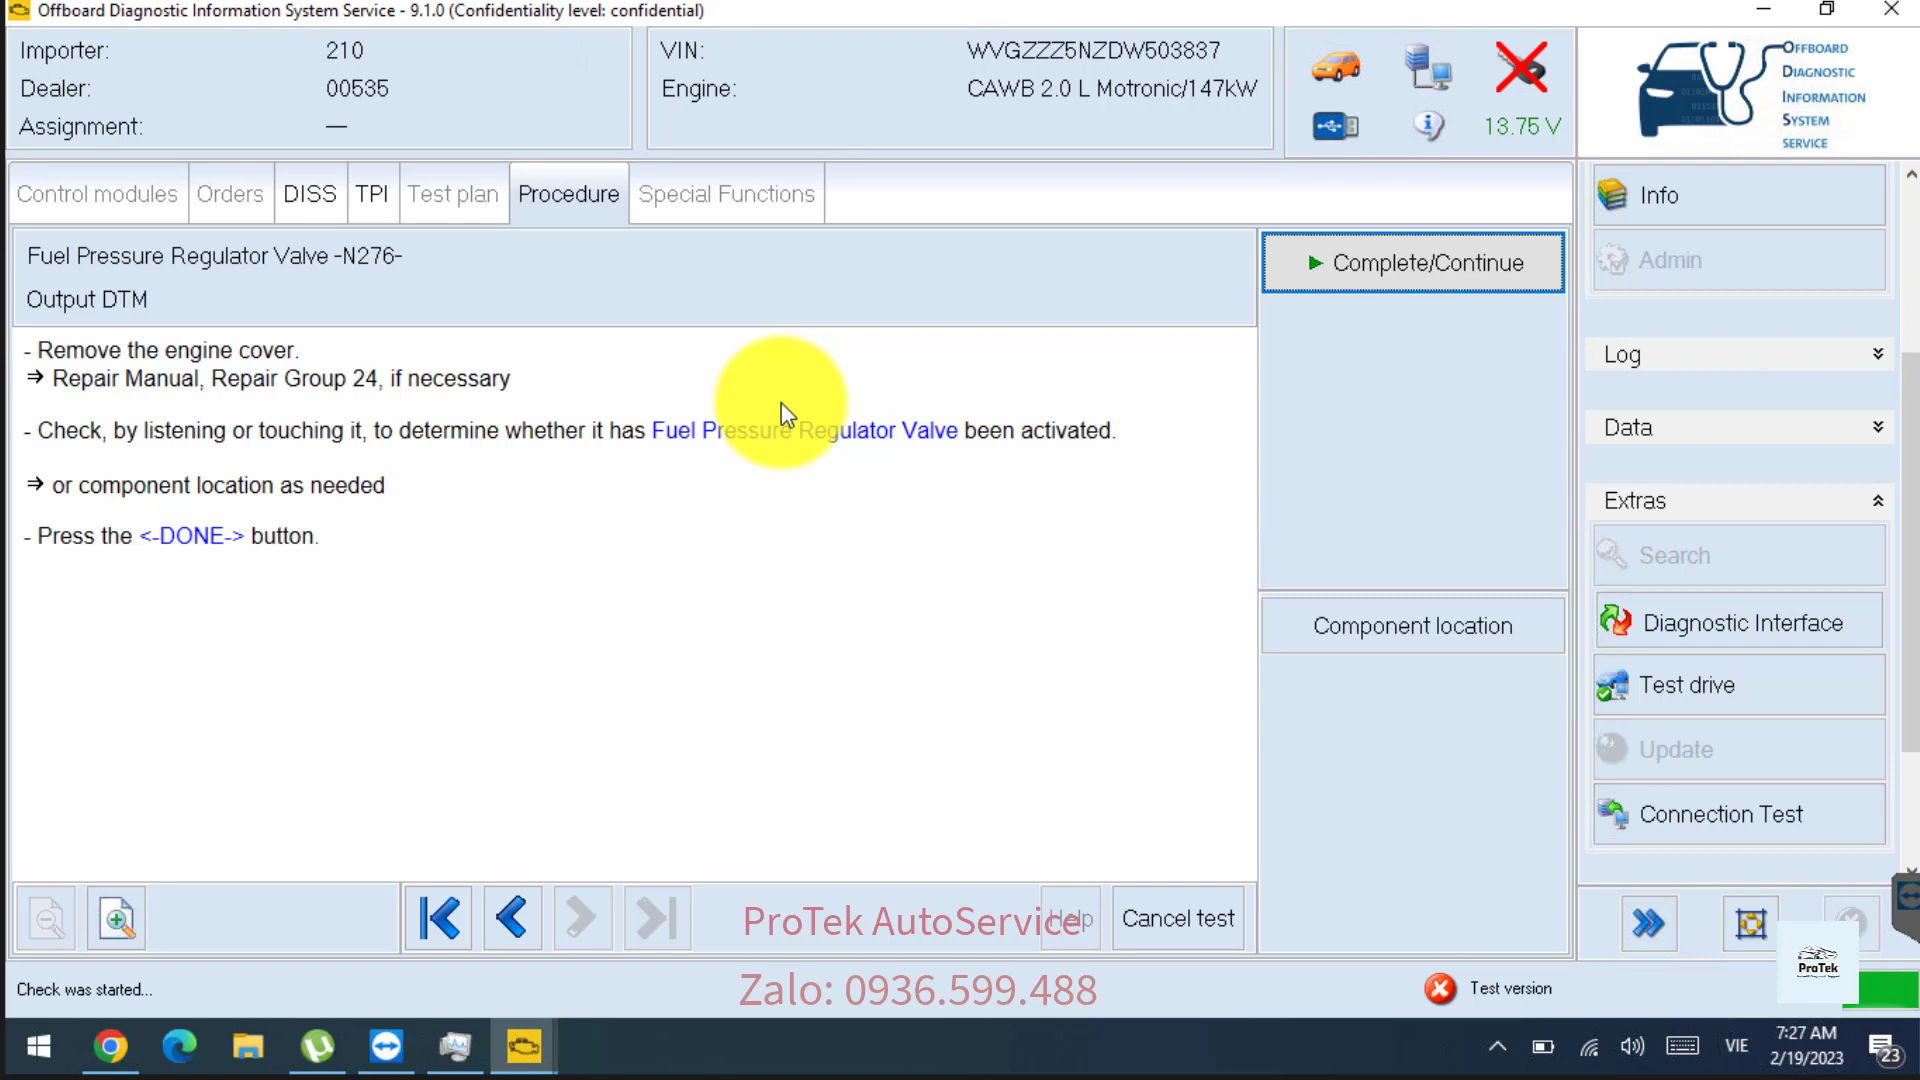 Offboard Diagnostic Information System Service - 9.1.0 (Confidentiality level: confidential)
Importer: 210
Dealer: 00535
Assignment: —
VIN: WVGZZZ5NZDW503837
Engine: CAWB 2.0 L Motronic/147kW
13.75 V
OFFBOARD
DIAGNOSTIC
INFORMATION
SYSTEM
SERVICE
Control modules
Orders
DISS
TPI
Test plan
Procedure
Special Functions
Fuel Pressure Regulator Valve -N276-
Output DTM
- Remove the engine cover.
→ Repair Manual, Repair Group 24, if necessary
- Check, by listening or touching it, to determine whether it has Fuel Pressure Regulator Valve been activated.
→ or component location as needed
- Press the <-DONE-> button.
Complete/Continue
Component location
Info
Admin
Log
Data
Extras
Search
Diagnostic Interface
Test drive
Update
Connection Test
Help
Cancel test
ProTek AutoService
Zalo: 0936.599.488
Check was started...
Test version
ProTek
VIE
7:27 AM
2/19/2023
23